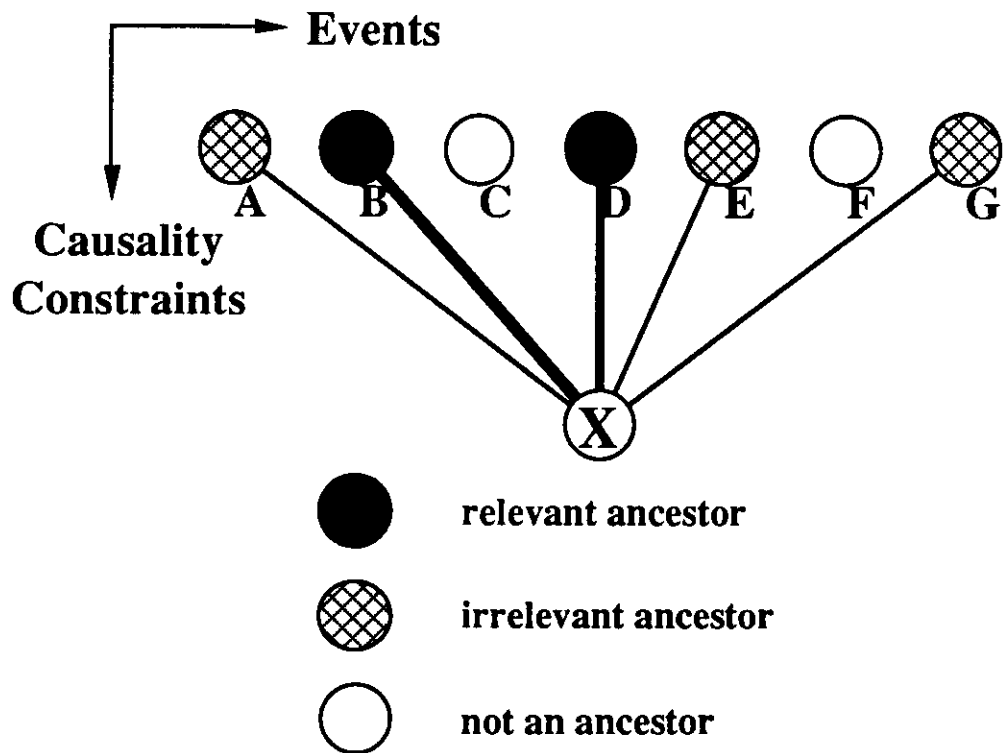 Events
A B C D E F G
Causality
Constraints
X
relevant ancestor
irrelevant ancestor
not an ancestor